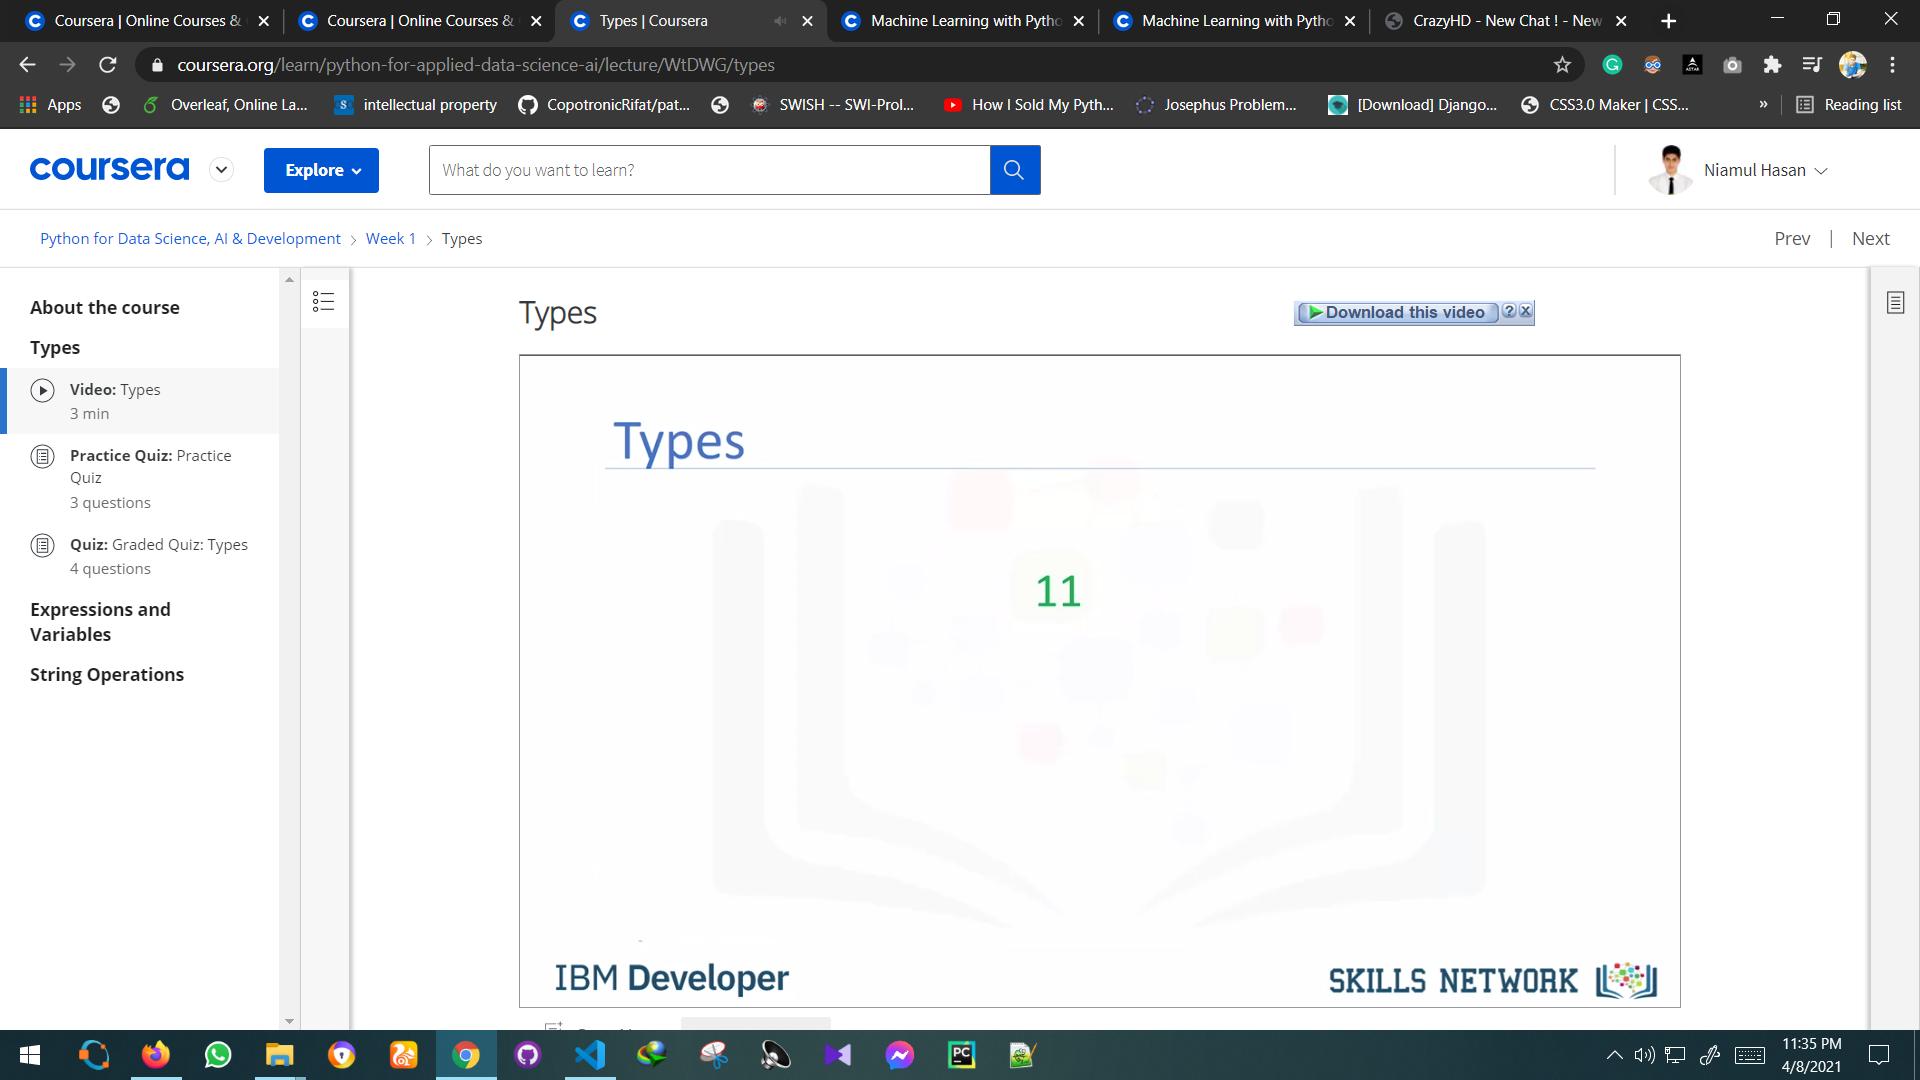 Coursera | Online Courses &
Coursera | Online Courses &
Types | Coursera
Machine Learning with Pytho
Machine Learning with Pytho
CrazyHD - New Chat ! - New
coursera.org/learn/python-for-applied-data-science-ai/lecture/WtDWG/types
Apps
Overleaf, Online La...
intellectual property
CopotronicRifat/pat...
SWISH -- SWI-Prol...
How I Sold My Pyth...
Josephus Problem...
[Download] Django...
CSS3.0 Maker | CSS...
»
Reading list
coursera
Explore
What do you want to learn?
Niamul Hasan
Python for Data Science, AI & Development > Week 1 > Types
Prev | Next
About the course
Types
Video: Types
3 min
Practice Quiz: Practice
Quiz
3 questions
Quiz: Graded Quiz: Types
4 questions
Expressions and
Variables
String Operations
Types
Download this video ? X
Types
11
IBM Developer
SKILLS NETWORK
11:35 PM
4/8/2021